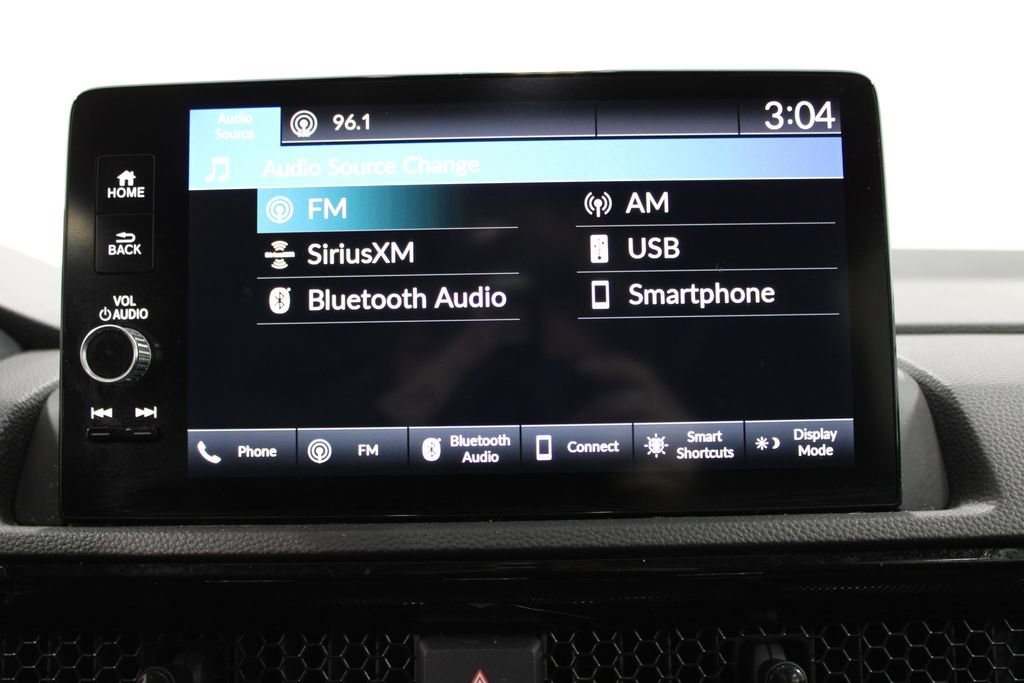 Audio
Source
96.1
3:04
Audio Source Change
HOME
BACK
VOL
AUDIO
FM
AM
SiriusXM
USB
Bluetooth Audio
Smartphone
Phone
FM
Bluetooth
Audio
Connect
Smart
Shortcuts
Display
Mode